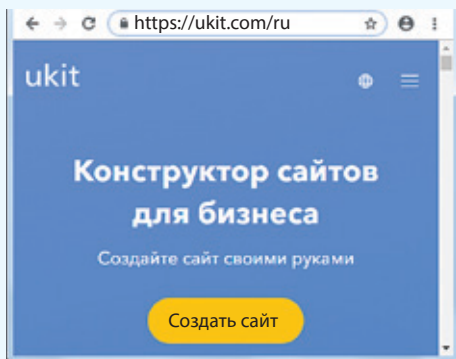 https://ukit.com/ru
ukit
Конструктор сайтов
для бизнеса
Создайте сайт своими руками
Создать сайт